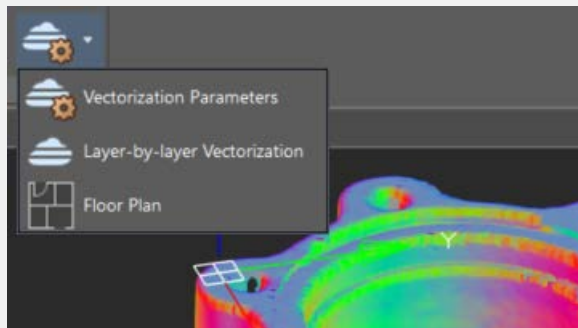 Vectorization Parameters
Layer-by-layer Vectorization
Floor Plan
Y